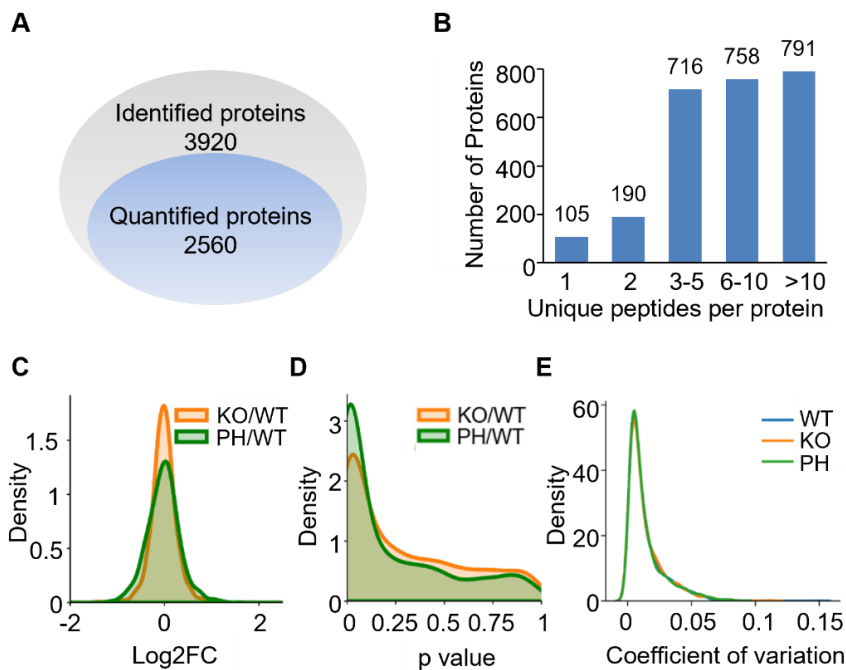 A
Identified proteins
3920
Quantified proteins
2560
B
Number of Proteins
800
600
400
200
0
105
190
716
758
791
1 2 3-5 6-10 >10
Unique peptides per protein
C
Density
1.5
1
0.5
0
-2 0 2
Log2FC
KO/WT
PH/WT
D
Density
3
2
1
0
0 0.25 0.5 0.75 1
p value
KO/WT
PH/WT
E
Density
60
40
20
0
0 0.05 0.1 0.15
Coefficient of variation
WT
KO
PH